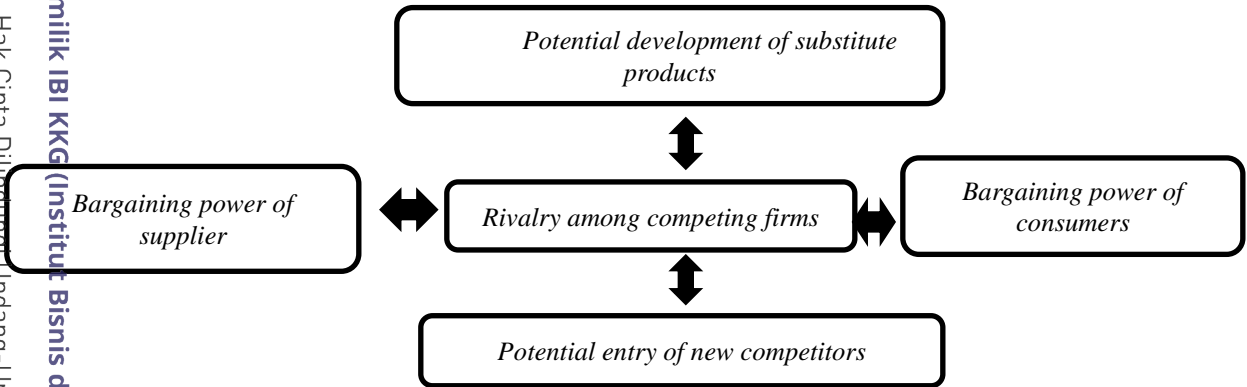 Potential development of substitute
products
Bargaining power of
supplier
Rivalry among competing firms
Bargaining power of
consumers
Potential entry of new competitors
milik IBI KKG (Institut Bisnis d
Hak Cipta